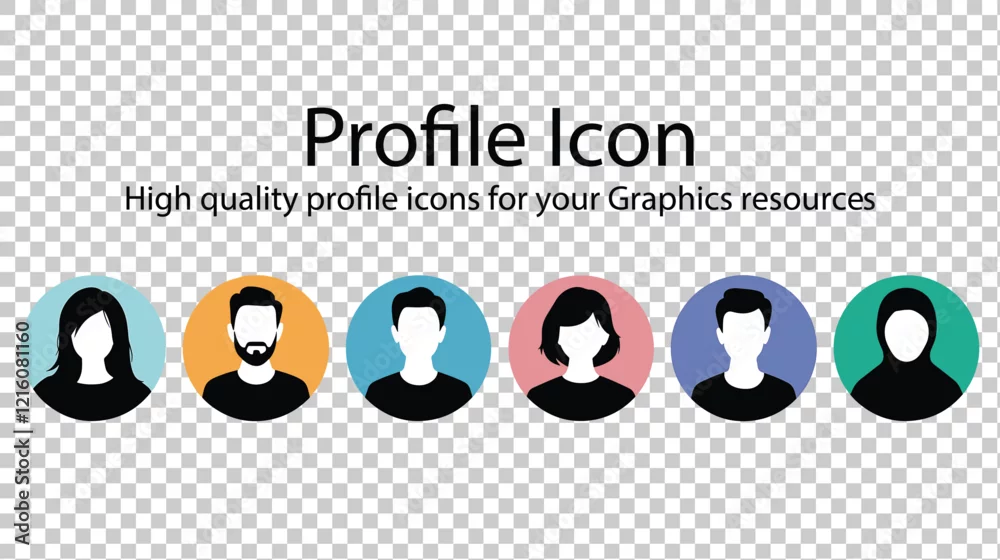 Profile Icon
High quality profile icons for your Graphics resources
Adobe Stock | #1216081160